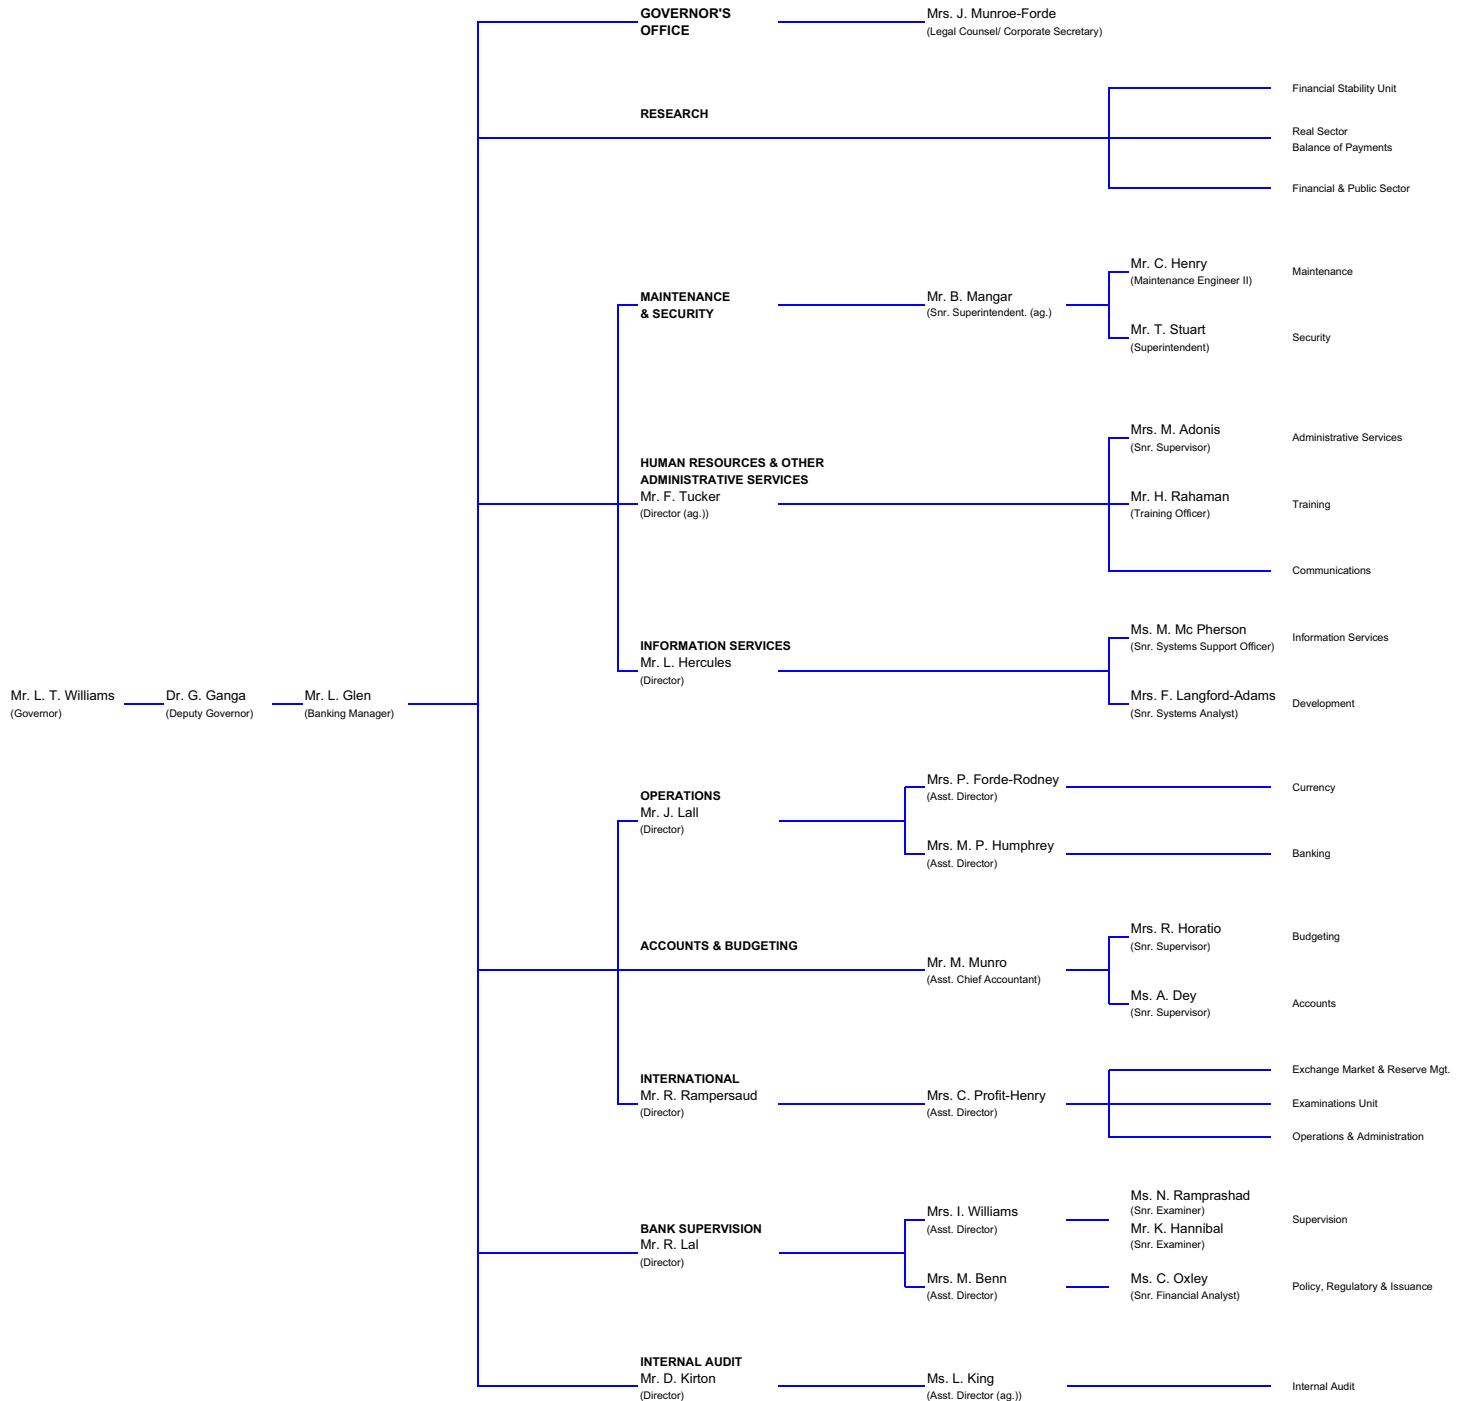 GOVERNOR'S
OFFICE
Mrs. J. Munroe-Forde
(Legal Counsel/ Corporate Secretary)
RESEARCH
Financial Stability Unit
Real Sector
Balance of Payments
Financial & Public Sector
MAINTENANCE
& SECURITY
Mr. B. Mangar
(Snr. Superintendent. (ag.)
Mr. C. Henry
(Maintenance Engineer II)
Maintenance
Mr. T. Stuart
(Superintendent)
Security
HUMAN RESOURCES & OTHER
ADMINISTRATIVE SERVICES
Mr. F. Tucker
(Director (ag.))
Mrs. M. Adonis
(Snr. Supervisor)
Administrative Services
Mr. H. Rahaman
(Training Officer)
Training
Communications
INFORMATION SERVICES
Mr. L. Hercules
(Director)
Ms. M. Mc Pherson
(Snr. Systems Support Officer)
Information Services
Mrs. F. Langford-Adams
(Snr. Systems Analyst)
Development
Mr. L. T. Williams
(Governor)
Dr. G. Ganga
(Deputy Governor)
Mr. L. Glen
(Banking Manager)
OPERATIONS
Mr. J. Lall
(Director)
Mrs. P. Forde-Rodney
(Asst. Director)
Currency
Mrs. M. P. Humphrey
(Asst. Director)
Banking
ACCOUNTS & BUDGETING
Mr. M. Munro
(Asst. Chief Accountant)
Mrs. R. Horatio
(Snr. Supervisor)
Budgeting
Ms. A. Dey
(Snr. Supervisor)
Accounts
INTERNATIONAL
Mr. R. Rampersaud
(Director)
Mrs. C. Profit-Henry
(Asst. Director)
Exchange Market & Reserve Mgt.
Examinations Unit
Operations & Administration
BANK SUPERVISION
Mr. R. Lal
(Director)
Mrs. I. Williams
(Asst. Director)
Ms. N. Ramprashad
(Snr. Examiner)
Mr. K. Hannibal
(Snr. Examiner)
Supervision
Mrs. M. Benn
(Asst. Director)
Ms. C. Oxley
(Snr. Financial Analyst)
Policy, Regulatory & Issuance
INTERNAL AUDIT
Mr. D. Kirton
(Director)
Ms. L. King
(Asst. Director (ag.))
Internal Audit